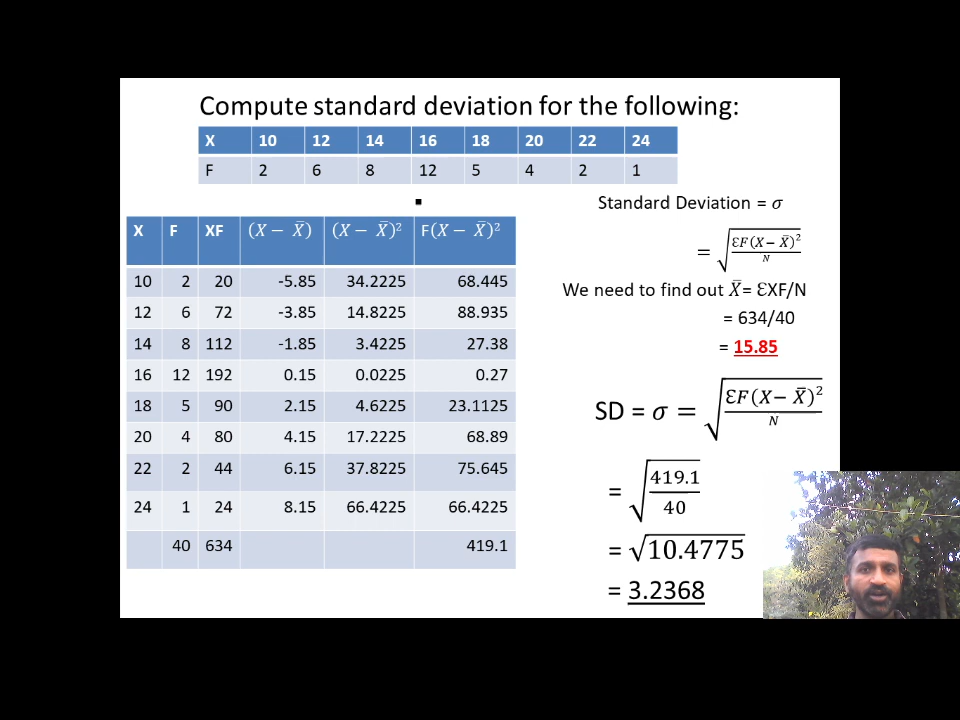 Compute standard deviation for the following:
X 10 12 14 16 18 20 22 24
F 2 6 8 12 5 4 2 1
X F XF (X − X̄) (X − X̄)² F(X − X̄)²
10 2 20 -5.85 34.2225 68.445
12 6 72 -3.85 14.8225 88.935
14 8 112 -1.85 3.4225 27.38
16 12 192 0.15 0.0225 0.27
18 5 90 2.15 4.6225 23.1125
20 4 80 4.15 17.2225 68.89
22 2 44 6.15 37.8225 75.645
24 1 24 8.15 66.4225 66.4225
40 634 419.1
Standard Deviation = σ
= √(ƐF(X− X̄)²/N)
We need to find out X̄= ƐXF/N
= 634/40
= 15.85
SD = σ = √(ƐF(X− X̄)²/N)
= √(419.1/40)
= √10.4775
= 3.2368